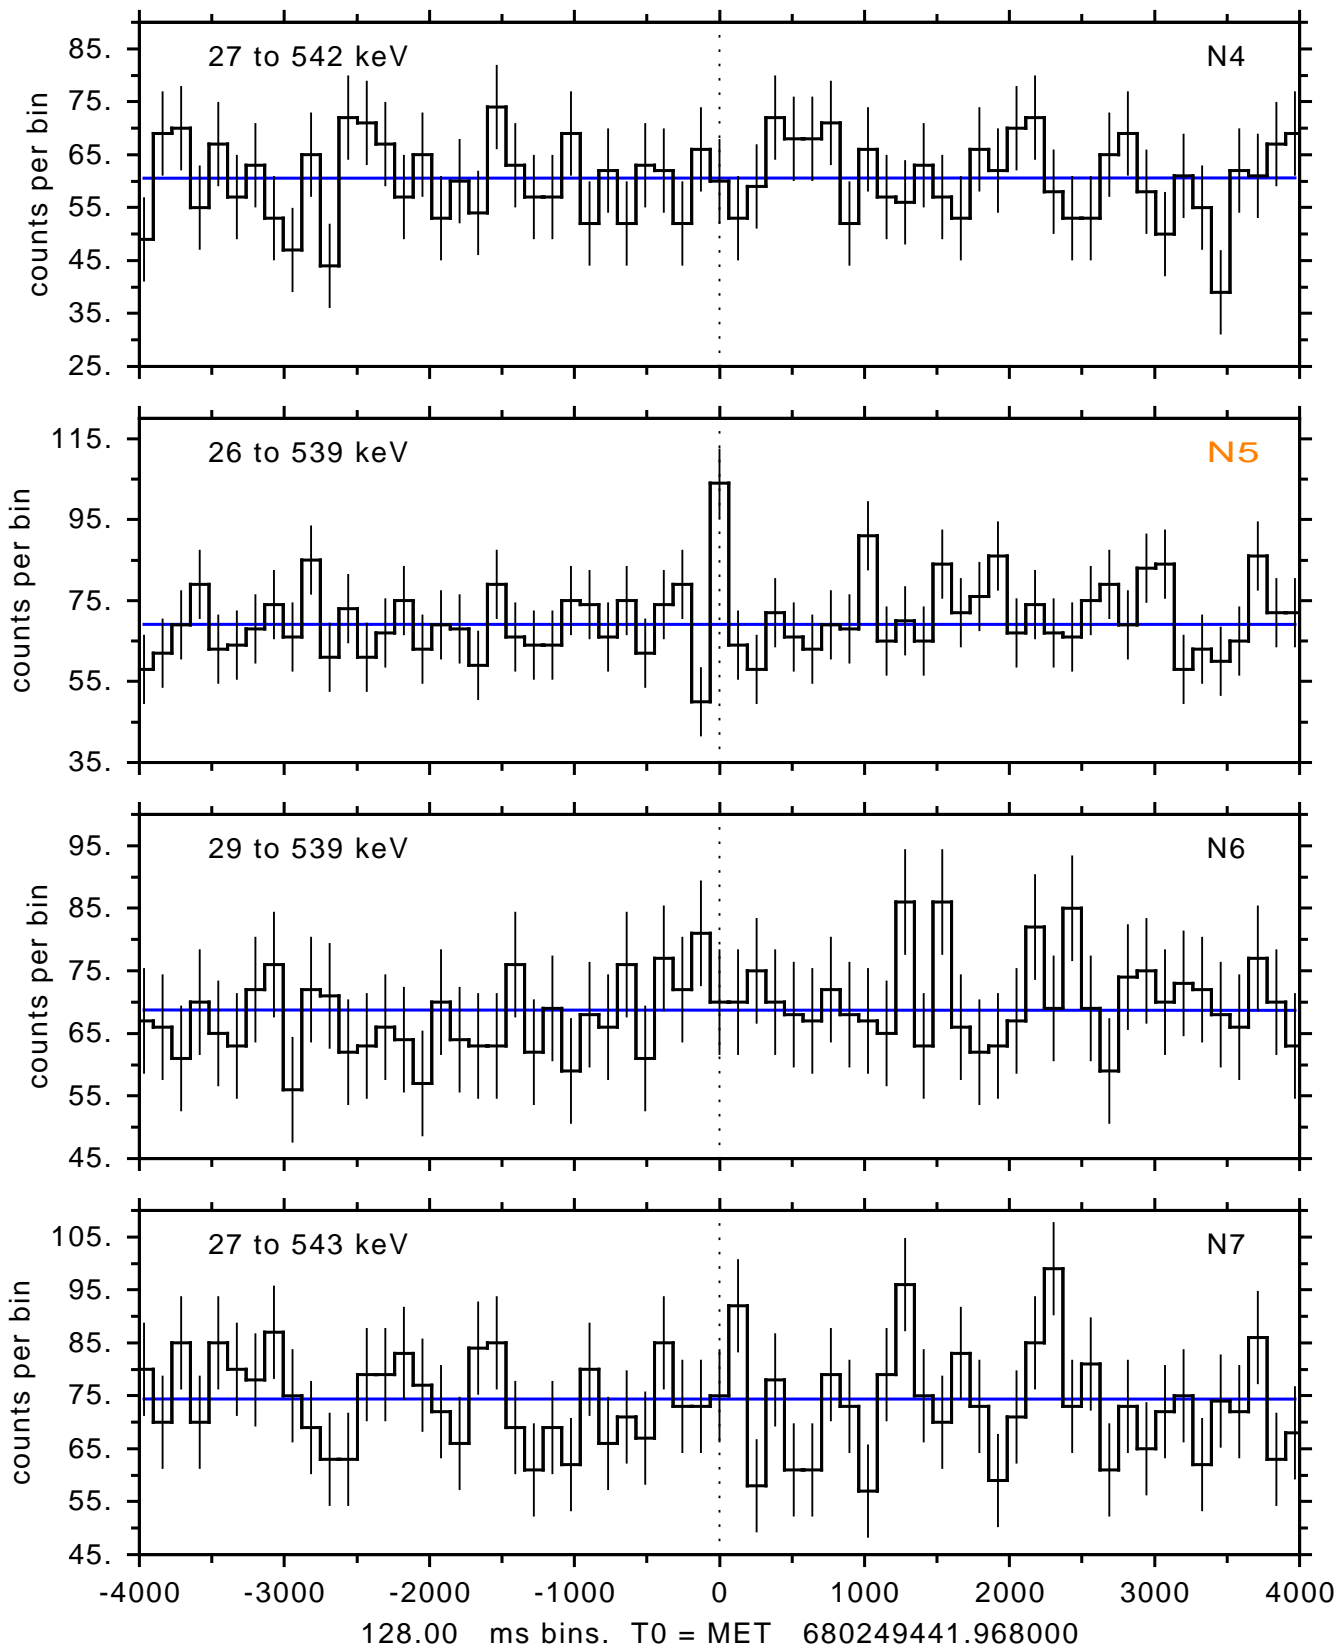 27 to 542 keV N4
85.
75.
65.
55.
45.
35.
25.
counts per bin
26 to 539 keV N5
115.
95.
75.
55.
35.
counts per bin
29 to 539 keV N6
95.
85.
75.
65.
55.
45.
counts per bin
27 to 543 keV N7
105.
95.
85.
75.
65.
55.
45.
counts per bin
-4000 -3000 -2000 -1000 0 1000 2000 3000 4000
128.00 ms bins. T0 = MET 680249441.968000